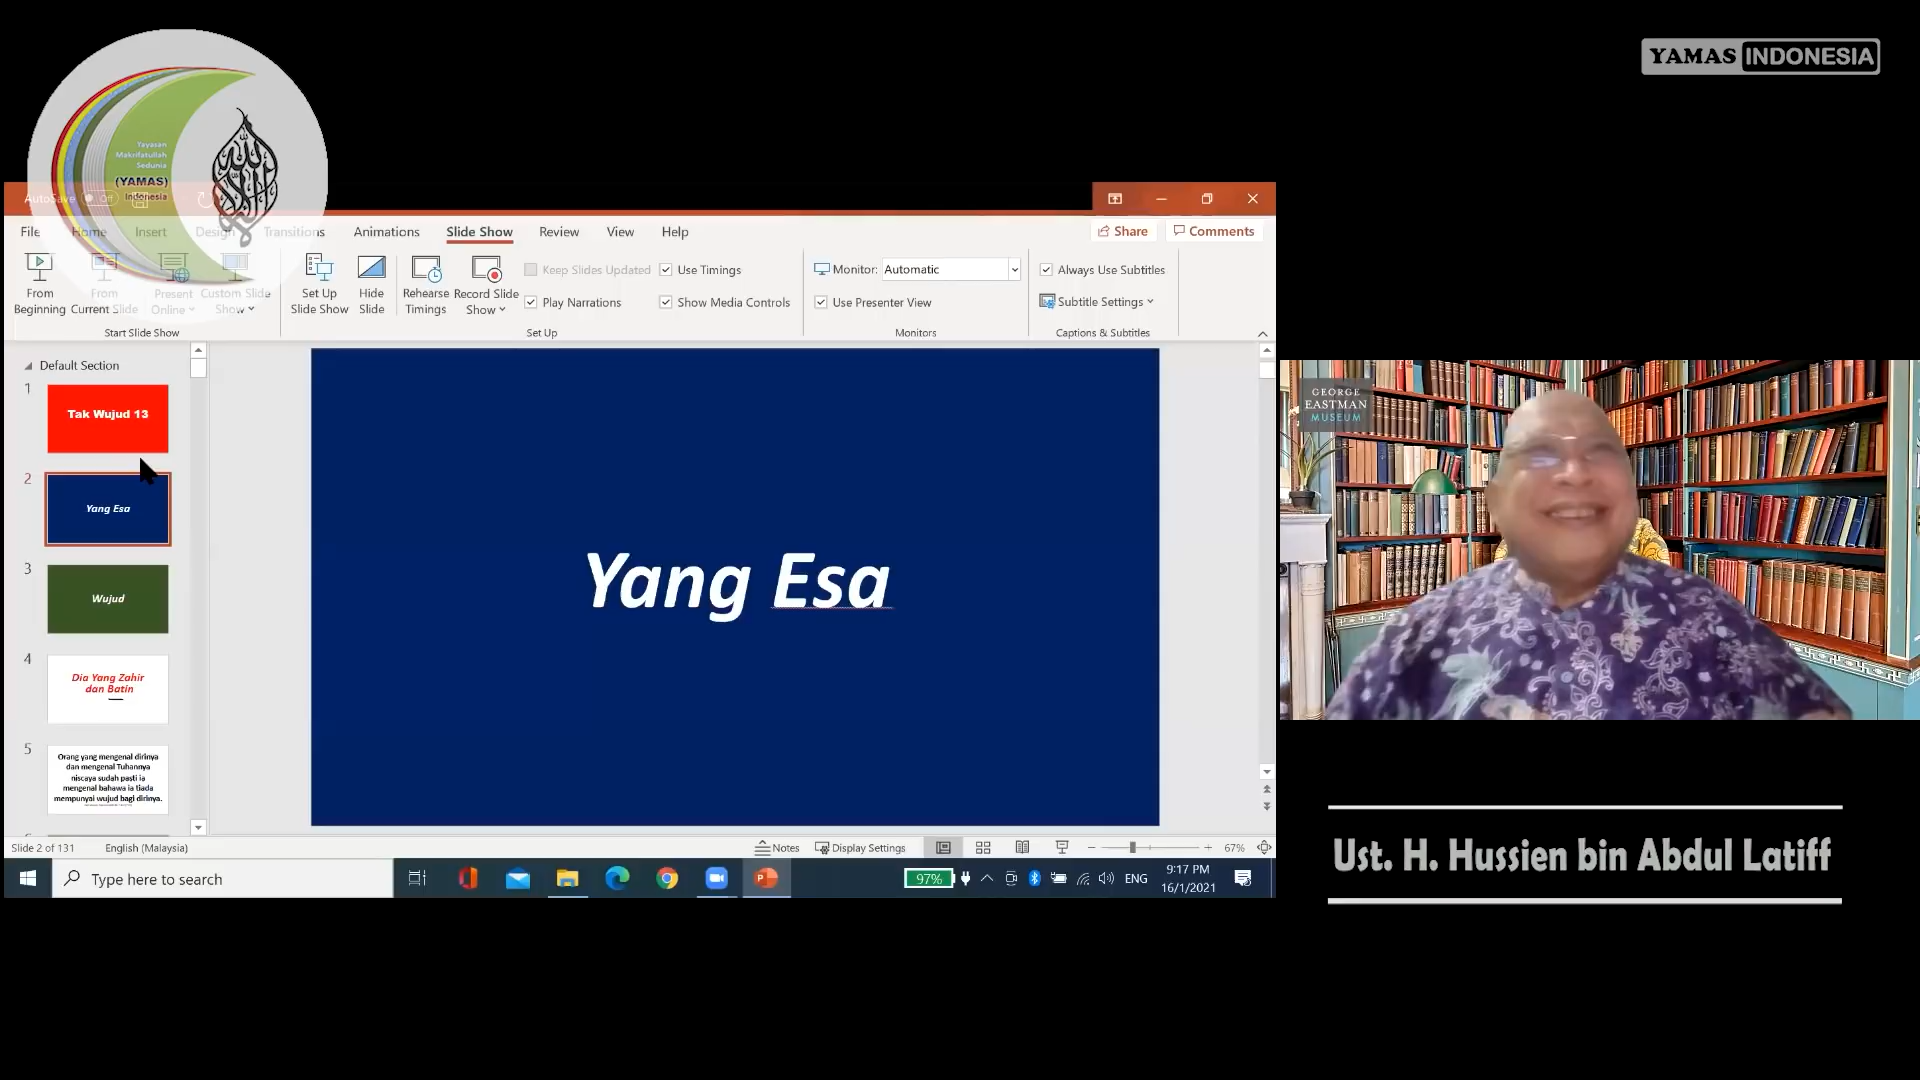 YAMAS INDONESIA
Yayasan
Makrifatullah
Sedunia
(YAMAS)
Indonesia
AutoSave Off
File Home Insert Design Transitions Animations Slide Show Review View Help
Share Comments
From Beginning
From Current Slide
Present Online
Custom Slide Show
Set Up Slide Show
Hide Slide
Rehearse Timings
Record Slide Show
Keep Slides Updated
Play Narrations
Use Timings
Show Media Controls
Monitor: Automatic
Use Presenter View
Always Use Subtitles
Subtitle Settings
Start Slide Show
Set Up
Monitors
Captions & Subtitles
Default Section
1
Tak Wujud 13
2
Yang Esa
3
Wujud
4
Dia Yang Zahir
dan Batin
5
Orang yang mengenal dirinya
dan mengenal Tuhannya
niscaya sudah pasti ia
mengenal bahawa ia tiada
mempunyai wujud bagi dirinya.
Yang Esa
GEORGE
EASTMAN
MUSEUM
Ust. H. Hussien bin Abdul Latiff
Slide 2 of 131 English (Malaysia) Notes Display Settings 67%
Type here to search
97%
ENG
9:17 PM
16/1/2021